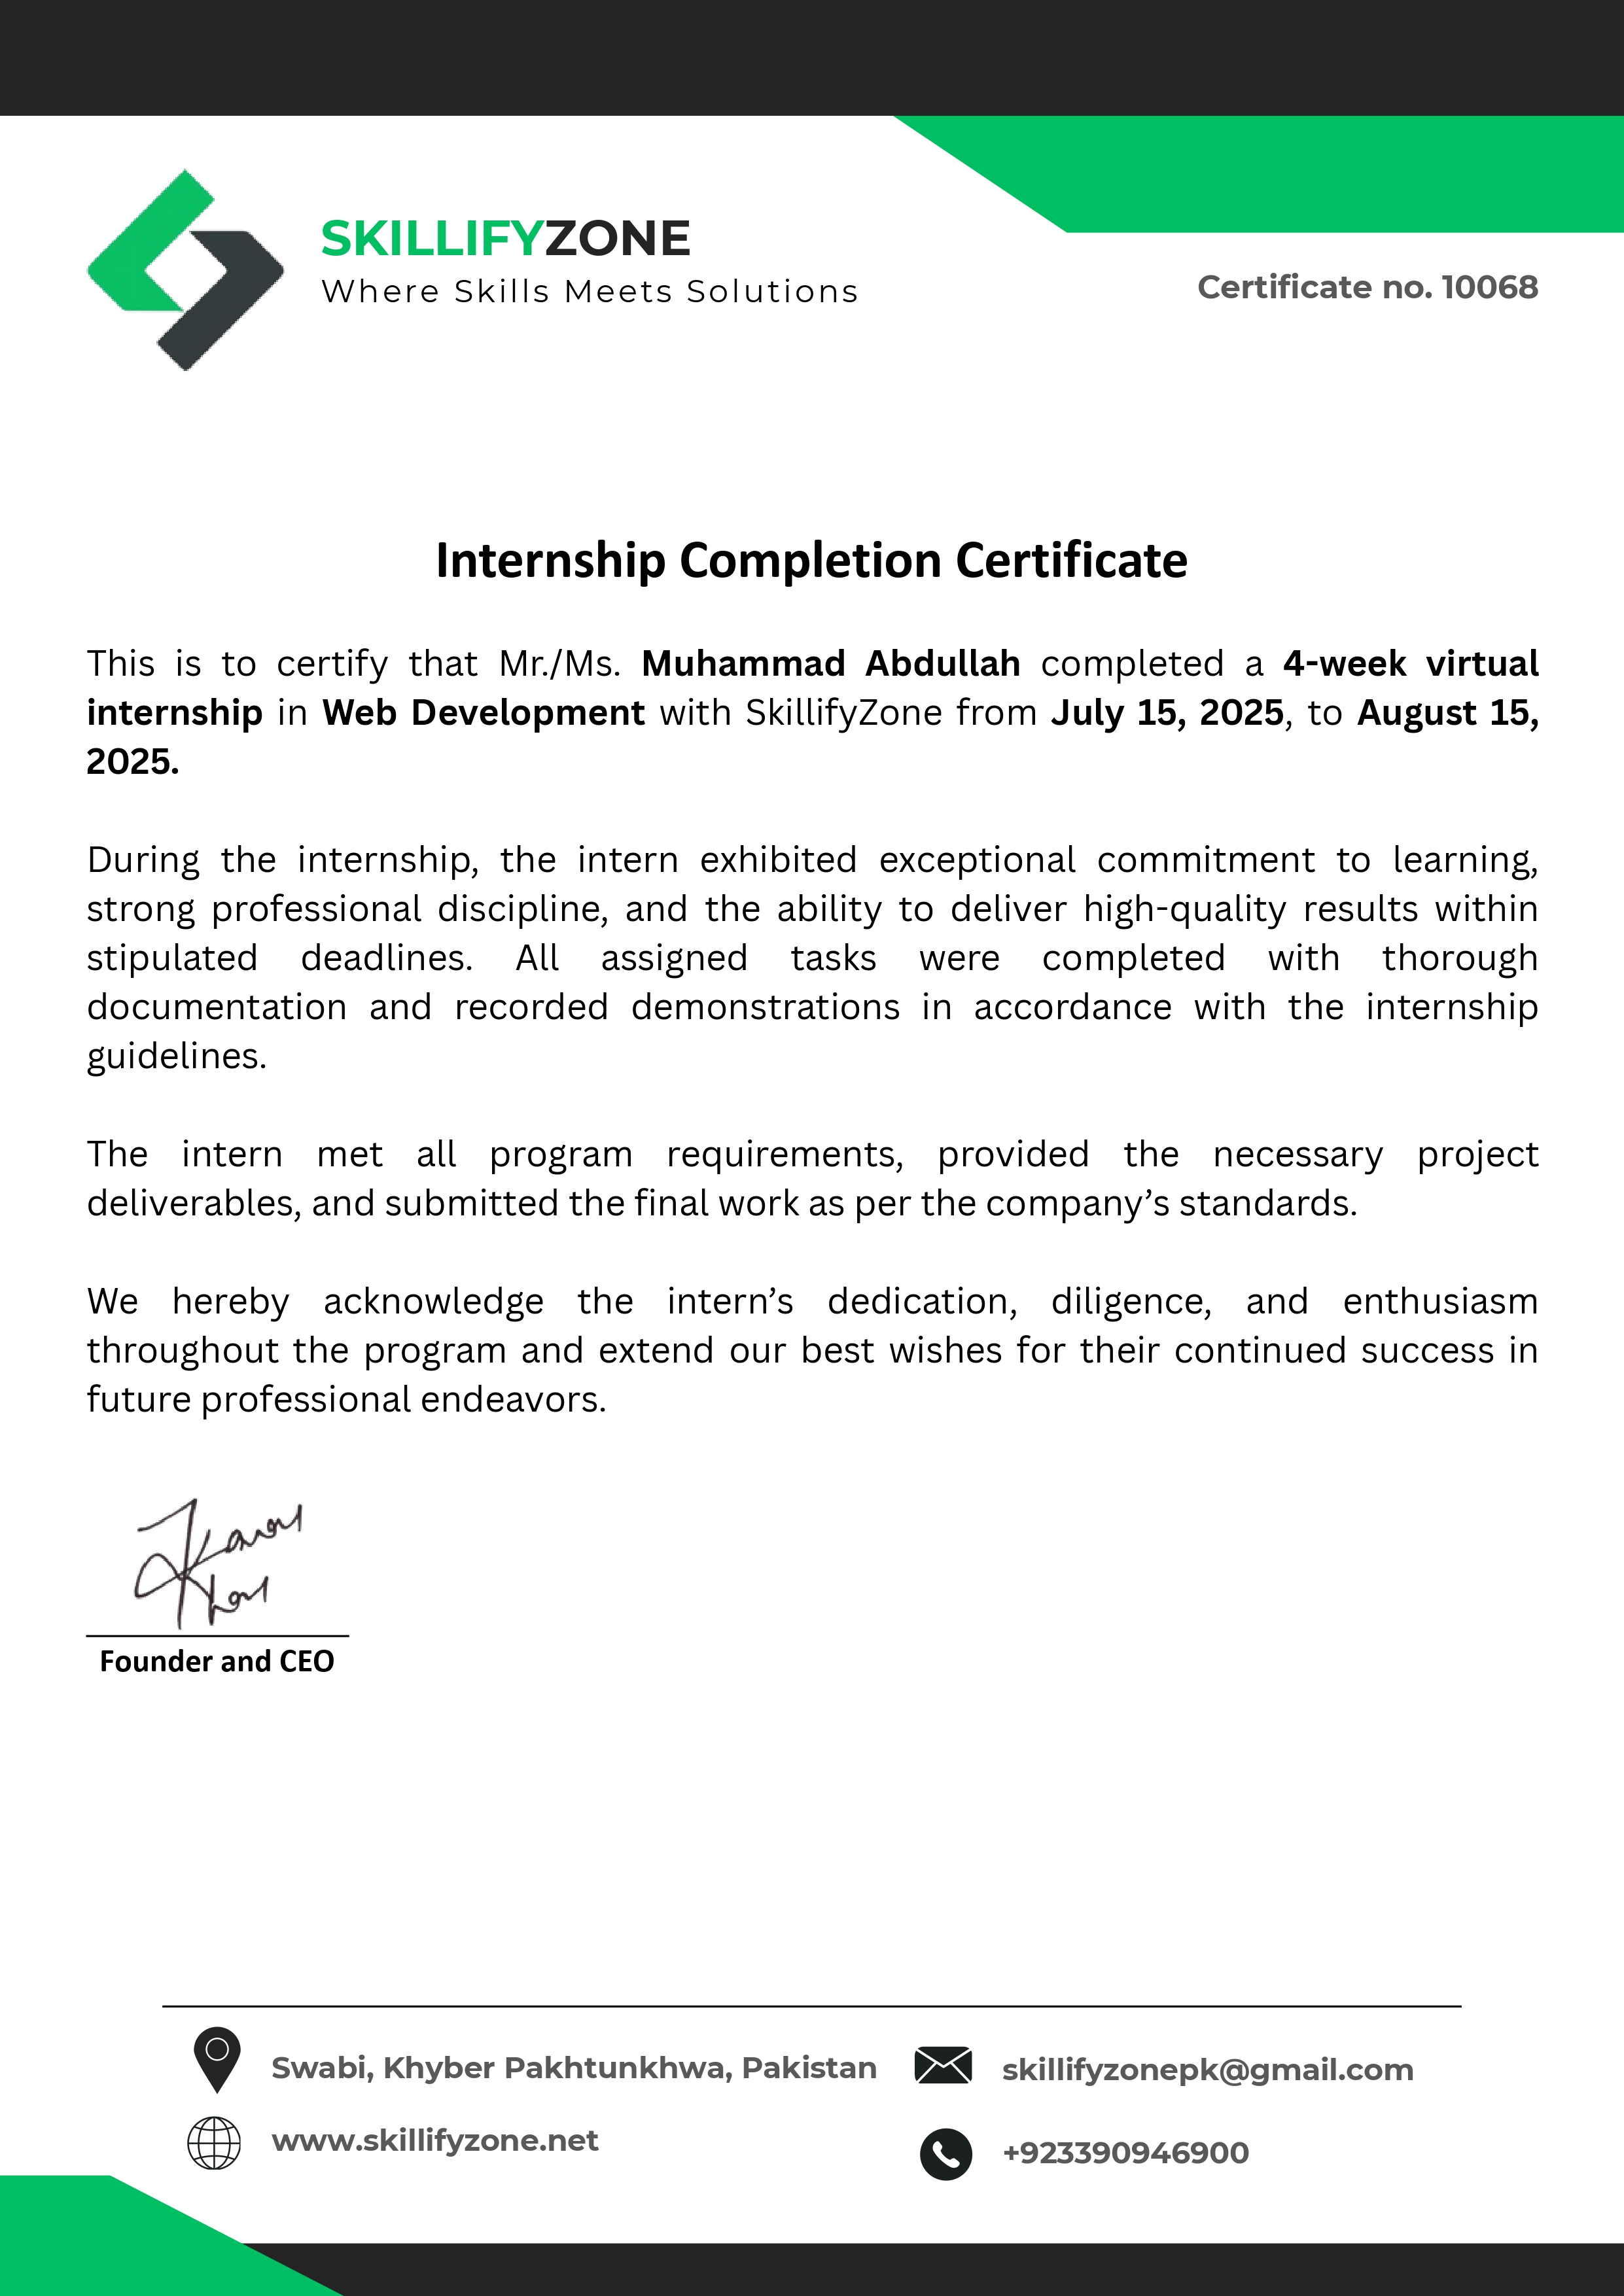 SKILLIFYZONE
Where Skills Meets Solutions
Certificate no. 10068
Internship Completion Certificate
This is to certify that Mr./Ms. Muhammad Abdullah completed a 4-week virtual
internship in Web Development with SkillifyZone from July 15, 2025, to August 15,
2025.
During the internship, the intern exhibited exceptional commitment to learning,
strong professional discipline, and the ability to deliver high-quality results within
stipulated deadlines. All assigned tasks were completed with thorough
documentation and recorded demonstrations in accordance with the internship
guidelines.
The intern met all program requirements, provided the necessary project
deliverables, and submitted the final work as per the company’s standards.
We hereby acknowledge the intern’s dedication, diligence, and enthusiasm
throughout the program and extend our best wishes for their continued success in
future professional endeavors.
Founder and CEO
Swabi, Khyber Pakhtunkhwa, Pakistan
skillifyzonepk@gmail.com
www.skillifyzone.net
+923390946900